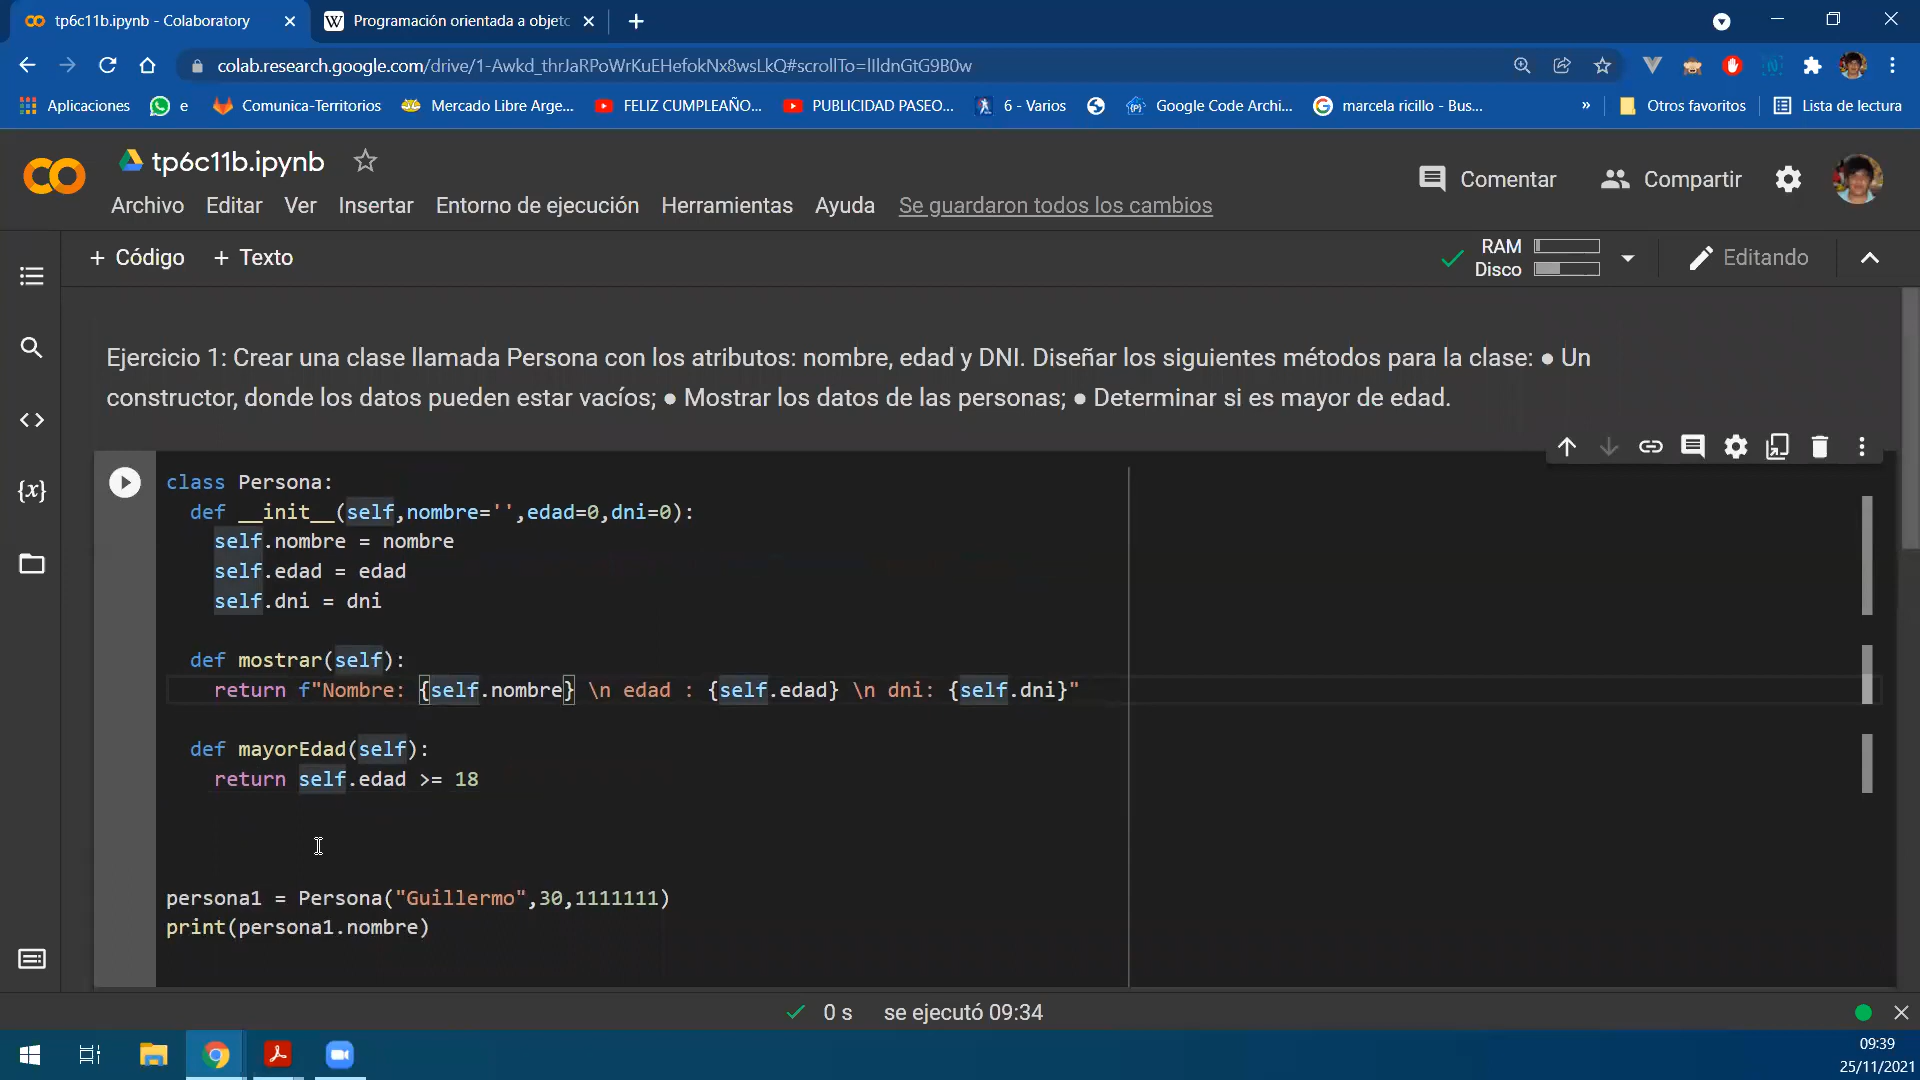 tp6c11b.ipynb - Colaboratory
Programación orientada a objeto
colab.research.google.com/drive/1-Awkd_thrJaRPoWrKuEHefokNx8wsLkQ#scrollTo=lIldnGtG9B0w
Aplicaciones
e
Comunica-Territorios
Mercado Libre Arge...
FELIZ CUMPLEAÑO...
PUBLICIDAD PASEO...
6 - Varios
Google Code Archi...
marcela ricillo - Bus...
»
Otros favoritos
Lista de lectura
tp6c11b.ipynb
Comentar
Compartir
Archivo Editar Ver Insertar Entorno de ejecución Herramientas Ayuda Se guardaron todos los cambios
+ Código + Texto
RAM
Disco
Editando
Ejercicio 1: Crear una clase llamada Persona con los atributos: nombre, edad y DNI. Diseñar los siguientes métodos para la clase: ● Un
constructor, donde los datos pueden estar vacíos; ● Mostrar los datos de las personas; ● Determinar si es mayor de edad.
class Persona:
def __init__(self,nombre='',edad=0,dni=0):
self.nombre = nombre
self.edad = edad
self.dni = dni
def mostrar(self):
return f"Nombre: {self.nombre} \n edad : {self.edad} \n dni: {self.dni}"
def mayorEdad(self):
return self.edad >= 18
persona1 = Persona("Guillermo",30,1111111)
print(persona1.nombre)
0 s se ejecutó 09:34
09:39
25/11/2021